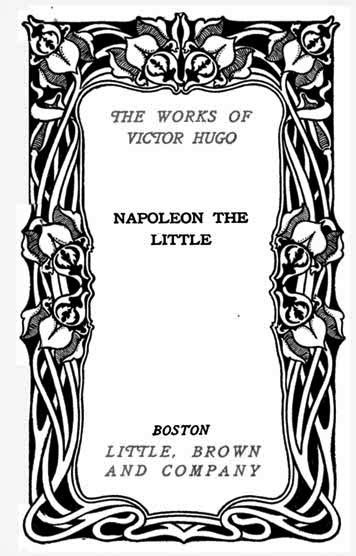 THE WORKS OF
VICTOR HUGO
NAPOLEON THE
LITTLE
BOSTON
LITTLE, BROWN
AND COMPANY